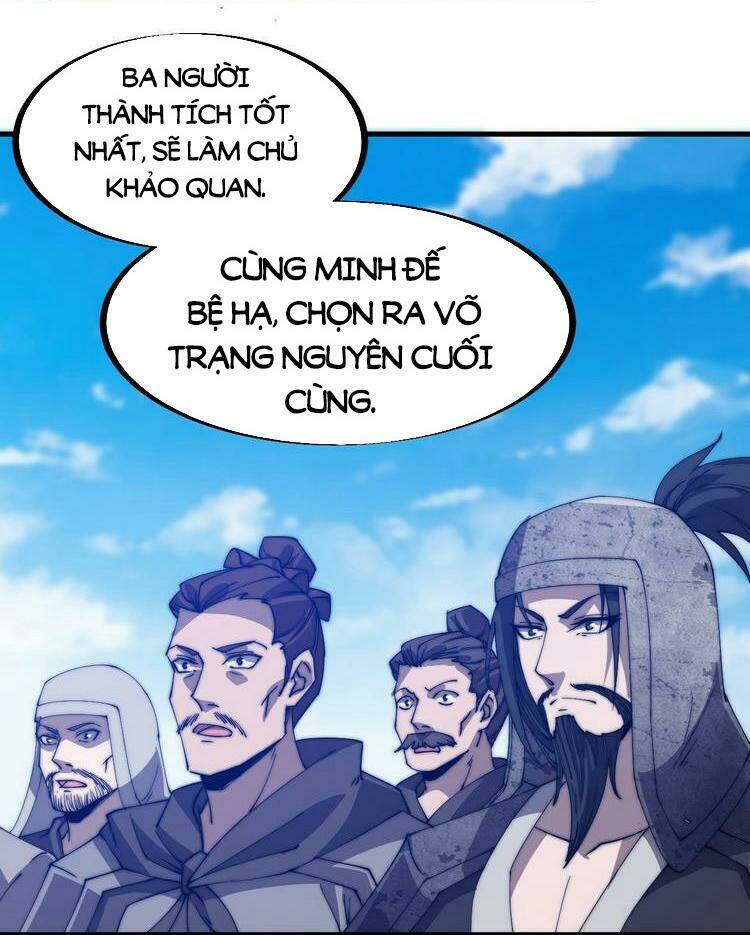 BA NGƯỜI
THÀNH TÍCH TỐT
NHẤT, SẼ LÀM CHỦ
KHẢO QUAN.
CÙNG MINH ĐẾ
BỆ HẠ, CHỌN RA VÕ
TRẠNG NGUYÊN CUỐI
CÙNG.